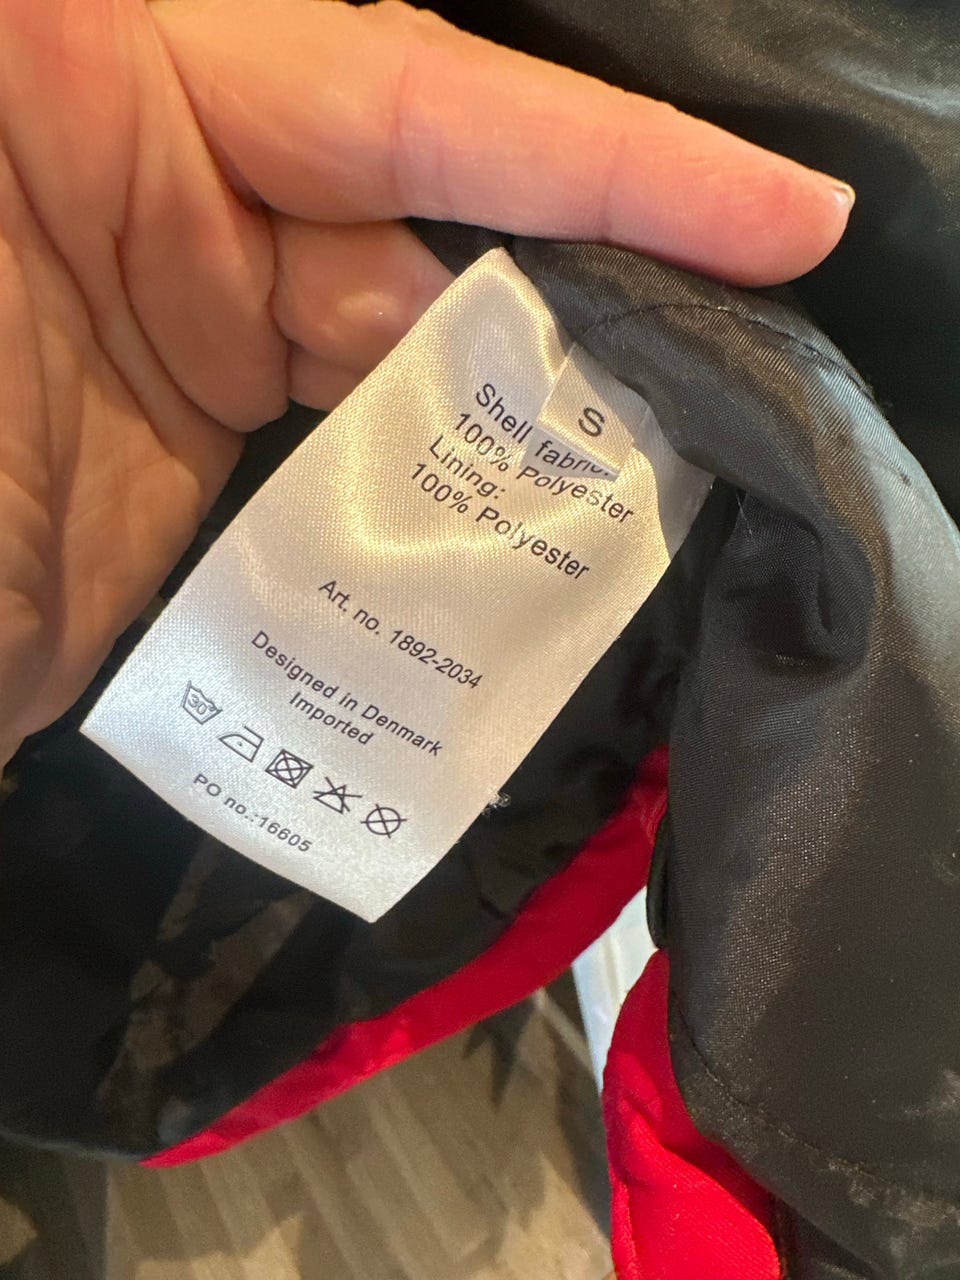 S
Shell fabric:
100% Polyester
Lining:
100% Polyester
Art. no. 1892-2034
Designed in Denmark
Imported
30°
PO no.:16605